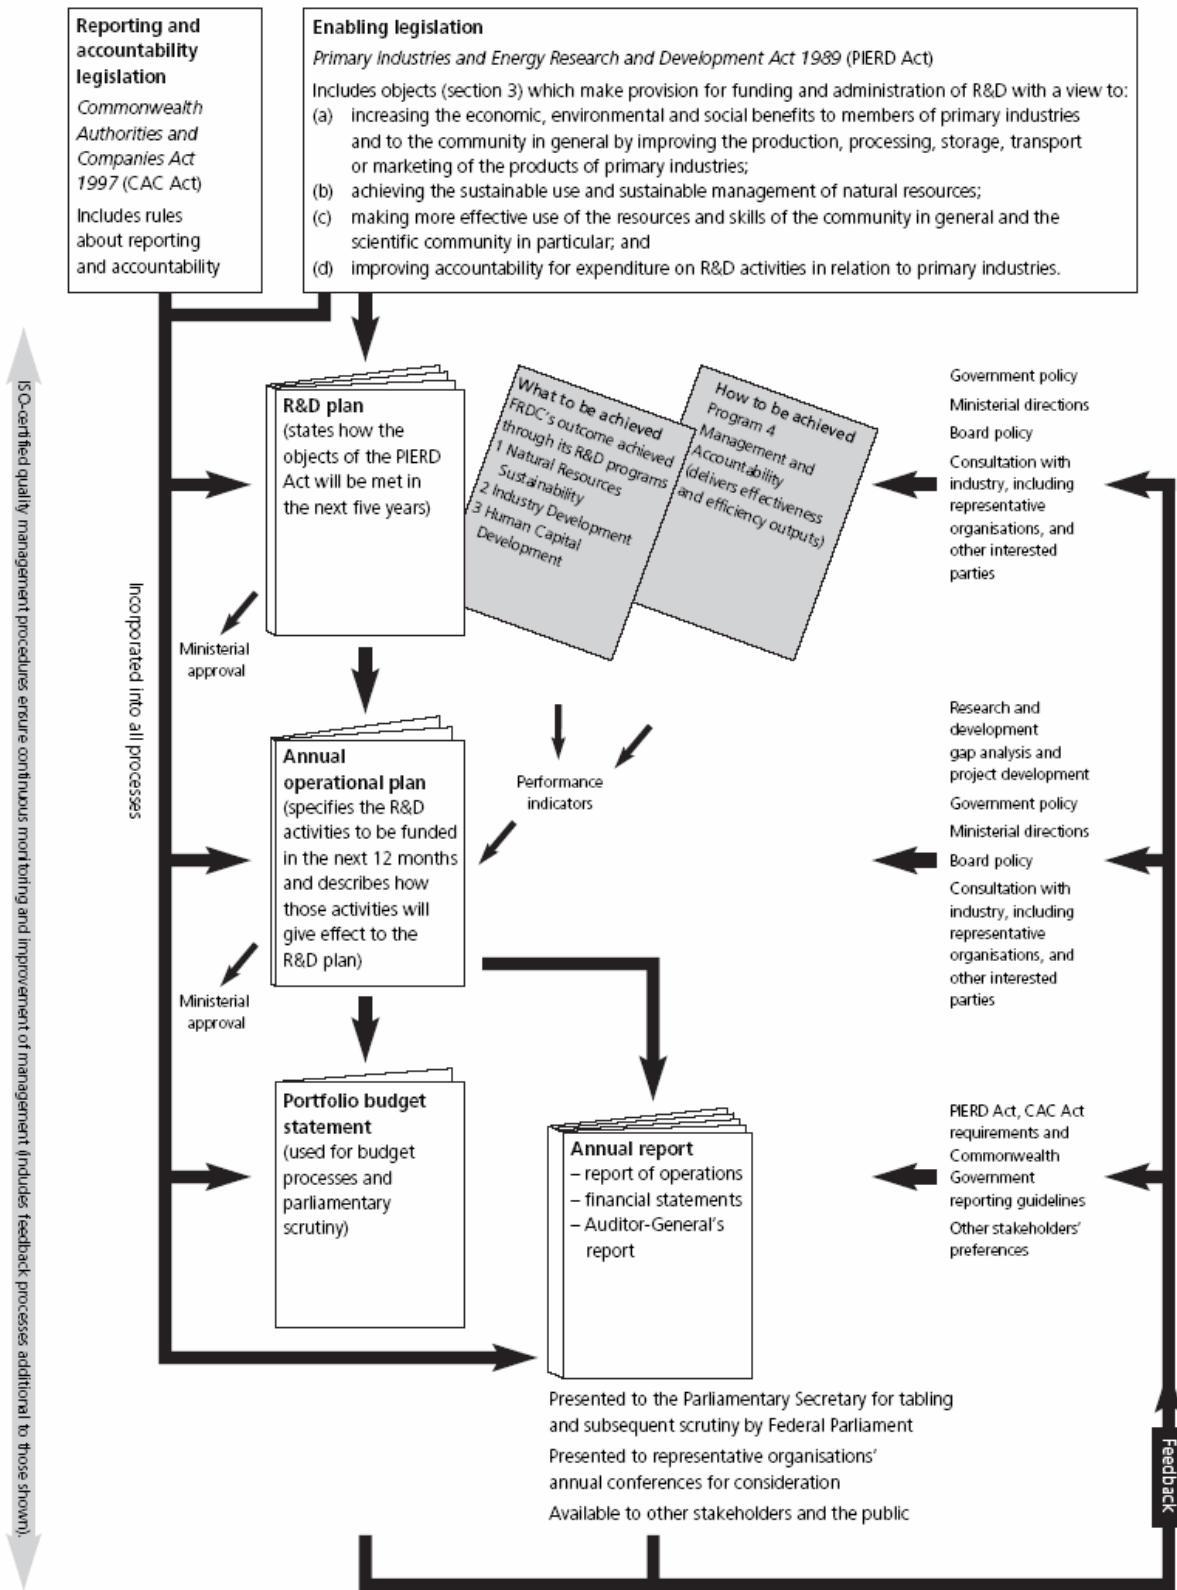 Reporting and
accountability
legislation
Commonwealth
Authorities and
Companies Act
1997 (CAC Act)
Includes rules
about reporting
and accountability
Enabling legislation
Primary Industries and Energy Research and Development Act 1989 (PIERD Act)
Includes objects (section 3) which make provision for funding and administration of R&D with a view to:
(a) increasing the economic, environmental and social benefits to members of primary industries
and to the community in general by improving the production, processing, storage, transport
or marketing of the products of primary industries;
(b) achieving the sustainable use and sustainable management of natural resources;
(c) making more effective use of the resources and skills of the community in general and the
scientific community in particular; and
(d) improving accountability for expenditure on R&D activities in relation to primary industries.
ISO-certified quality management procedures ensure continuous monitoring and improvement of management (includes feedback processes additional to those shown).
Incorporated into all processes
R&D plan
(states how the
objects of the PIERD
Act will be met in
the next five years)
What to be achieved
FRDC's outcome achieved
through its R&D programs
1 Natural Resources
Sustainability
2 Industry Development
3 Human Capital
Development
How to be achieved
Program 4
Management and
Accountability
(delivers effectiveness
and efficiency outputs)
Government policy
Ministerial directions
Board policy
Consultation with
industry, including
representative
organisations, and
other interested
parties
Ministerial
approval
Annual
operational plan
(specifies the R&D
activities to be funded
in the next 12 months
and describes how
those activities will
give effect to the
R&D plan)
Performance
indicators
Research and
development
gap analysis and
project development
Government policy
Ministerial directions
Board policy
Consultation with
industry, including
representative
organisations, and
other interested
parties
Ministerial
approval
Portfolio budget
statement
(used for budget
processes and
parliamentary
scrutiny)
Annual report
– report of operations
– financial statements
– Auditor-General's
report
PIERD Act, CAC Act
requirements and
Commonwealth
Government
reporting guidelines
Other stakeholders'
preferences
Presented to the Parliamentary Secretary for tabling
and subsequent scrutiny by Federal Parliament
Presented to representative organisations'
annual conferences for consideration
Available to other stakeholders and the public
Feedback